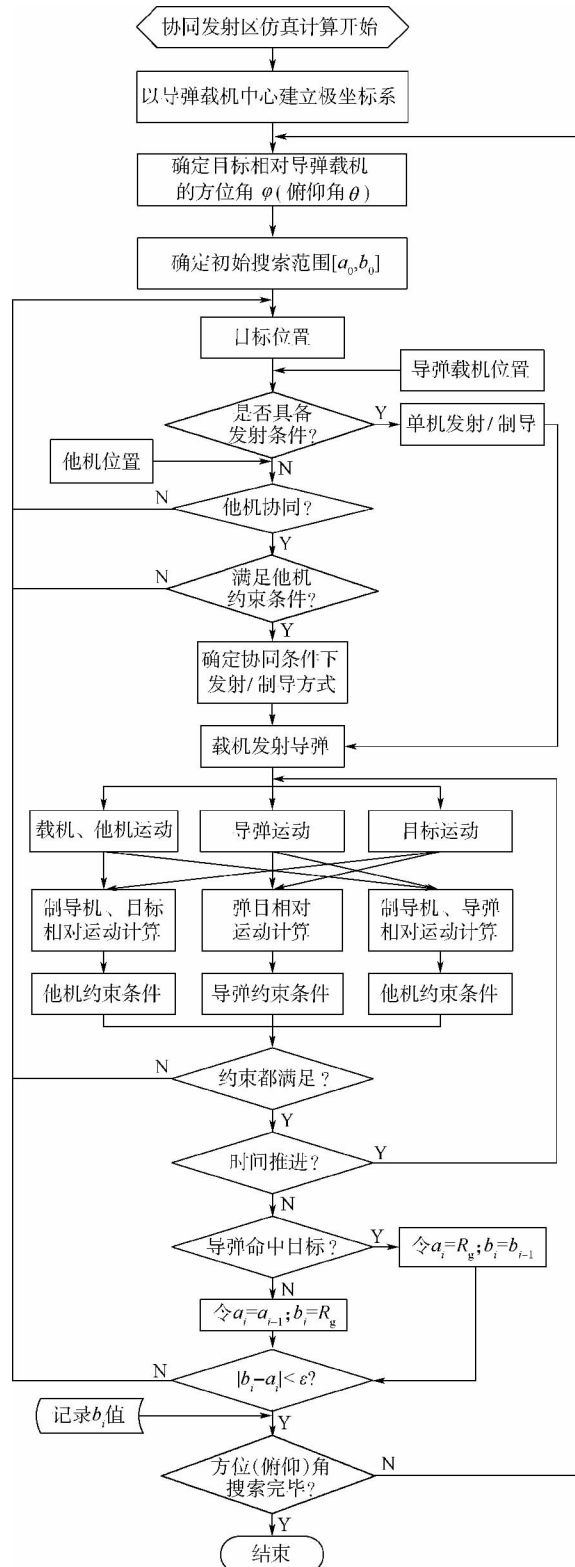 协同发射区仿真计算开始
以导弹载机中心建立极坐标系
确定目标相对导弹载机
的方位角 φ(俯仰角 θ)
确定初始搜索范围[a₀,b₀]
目标位置
导弹载机位置
是否具备
发射条件?
Y
单机发射/制导
他机位置
N
N
他机协同?
Y
N
满足他机
约束条件?
Y
确定协同条件下
发射/制导方式
载机发射导弹
载机、他机运动
导弹运动
目标运动
制导机、目标
相对运动计算
弹目相对
运动计算
制导机、导弹
相对运动计算
他机约束条件
导弹约束条件
他机约束条件
N
约束都满足?
Y
时间推进?
Y
N
导弹命中目标?
Y
令aᵢ=R_g;bᵢ=bᵢ₋₁
N
令aᵢ=aᵢ₋₁;bᵢ=R_g
N
|bᵢ-aᵢ|<ε?
记录bᵢ值
Y
方位(俯仰)角
搜索完毕?
N
Y
结束